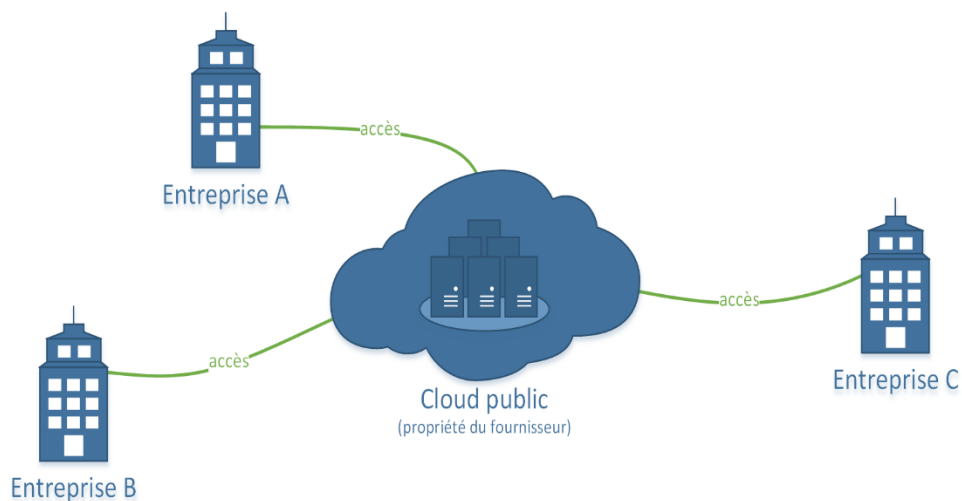 accès
Entreprise A
accès
accès
Entreprise C
Cloud public
(propriété du fournisseur)
Entreprise B